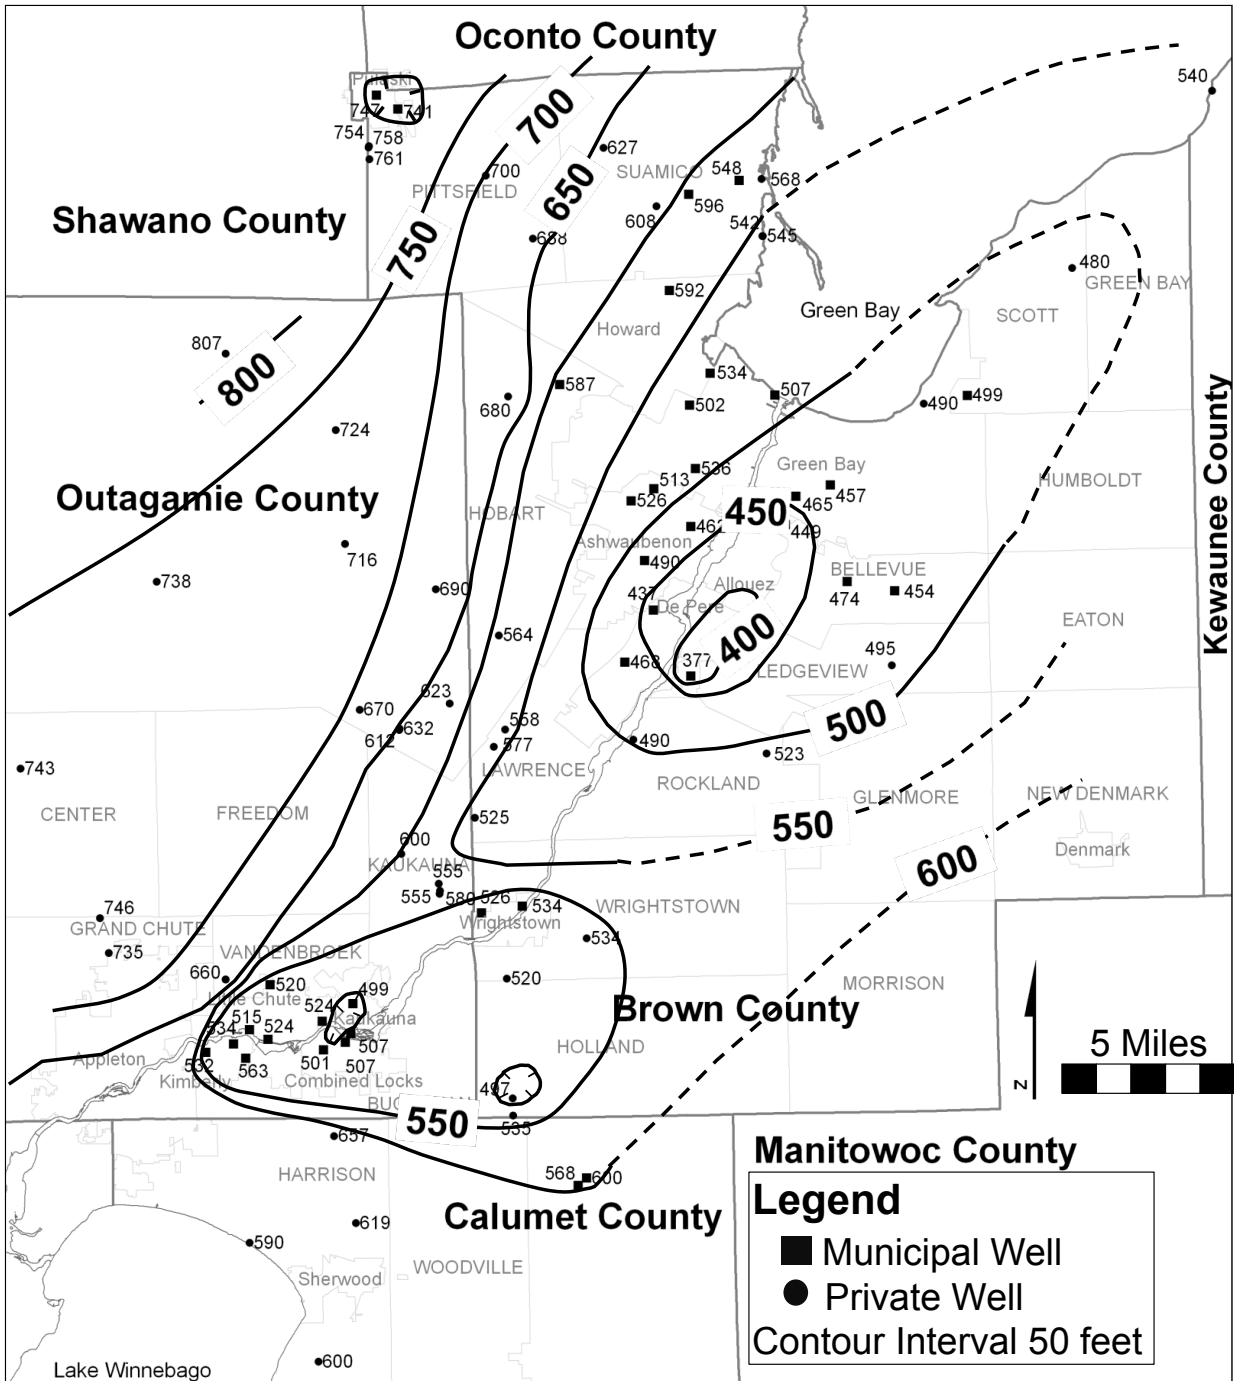 Oconto County
540
Pulaski
747
741
700
754
758
761
627
548
568
SUAMICO
700
PITTSFIELD
650
596
608
Shawano County
542
545
688
750
480
GREEN BAY
592
Green Bay
SCOTT
Howard
807
800
534
587
507
499
490
680
502
724
Kewaunee County
Green Bay
536
513
HUMBOLDT
Outagamie County
526
457
465
450
HOBART
449
Ashwaubenon
716
490
BELLEVUE
738
Allouez
474
454
690
437
De Pere
EATON
564
400
495
468
377
LEDGEVIEW
623
670
500
632
612
558
577
490
523
743
LAWRENCE
ROCKLAND
CENTER
FREEDOM
GLENMORE
NEW DENMARK
525
550
600
Denmark
600
KAUKAUNA
555
555
580
526
534
746
WRIGHTSTOWN
GRAND CHUTE
Wrightstown
534
735
VANDENBROEK
660
520
520
MORRISON
499
Little Chute
524
Brown County
515
Kaukauna
534
524
507
HOLLAND
5 Miles
532
563
501
507
Appleton
Kimberly
Combined Locks
497
N
550
535
657
Manitowoc County
HARRISON
568
600
Legend
Calumet County
619
590
Municipal Well
WOODVILLE
Sherwood
Private Well
Contour Interval 50 feet
600
Lake Winnebago